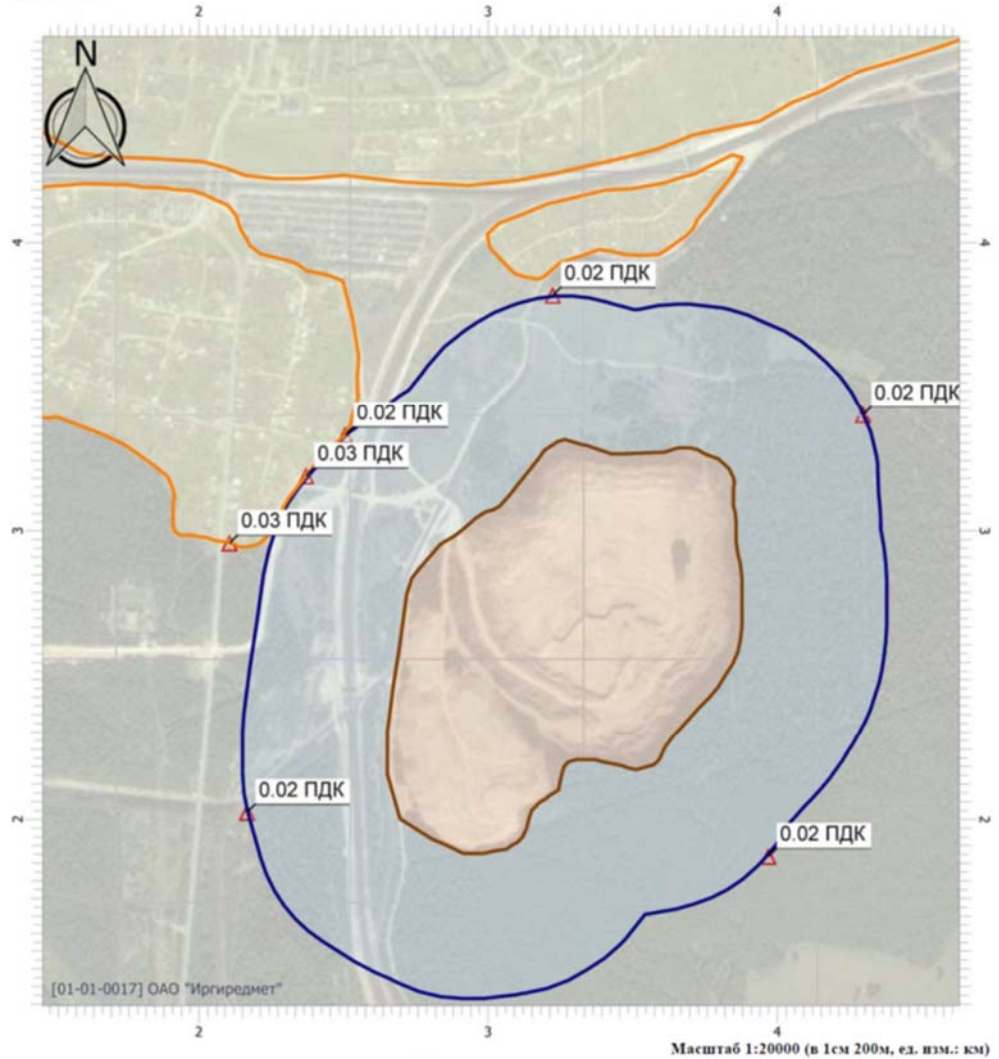 2 3 4
N
4 4
0.02 ПДК
0.02 ПДК
0.02 ПДК
0.03 ПДК
0.03 ПДК
3 3
0.02 ПДК
2 2
0.02 ПДК
[01-01-0017] ОАО "Иргиредмет"
2 3 4
Масштаб 1:20000 (в 1см 200м, ед. изм.: км)